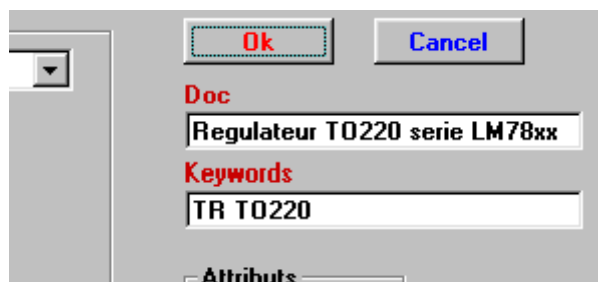 Ok Cancel
Doc
Regulateur TO220 serie LM78xx
Keywords
TR TO220
Attributs